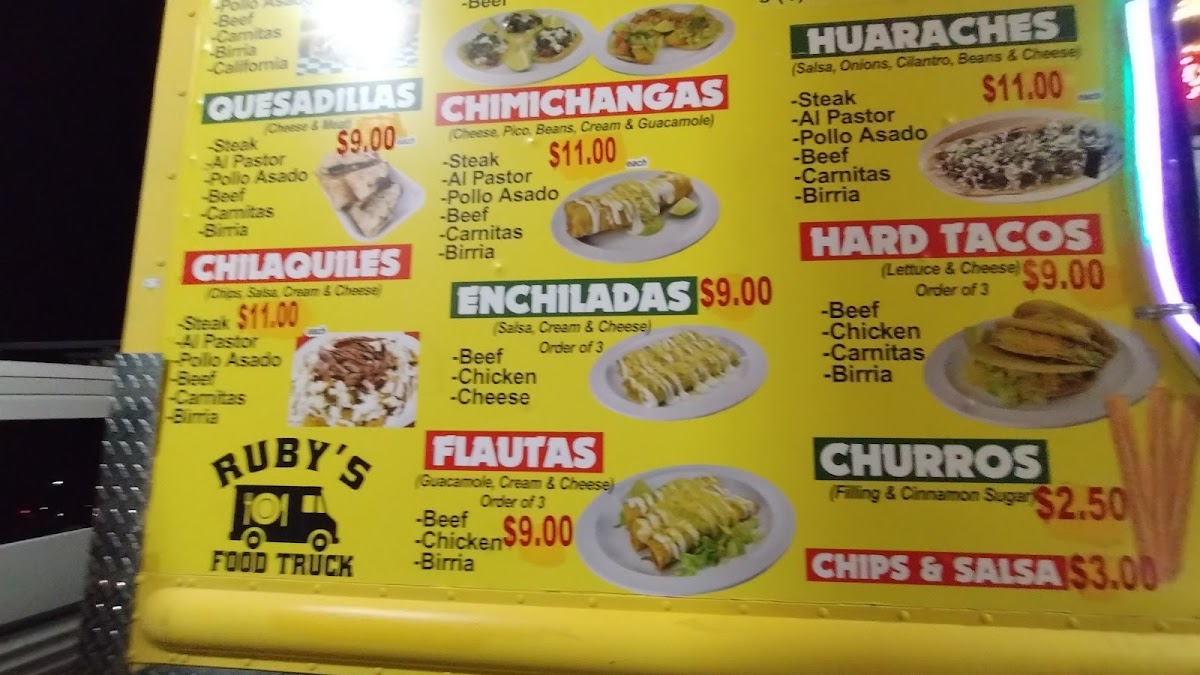 -Pollo Asado
-Beef
-Carnitas
-Birria
-California
QUESADILLAS
(Cheese & Meat)
$9.00 each
-Steak
-Al Pastor
-Pollo Asado
-Beef
-Carnitas
-Birria
CHILAQUILES
(Chips, Salsa, Cream & Cheese)
-Steak $11.00
each
-Al Pastor
-Pollo Asado
-Beef
-Carnitas
-Birria
RUBY'S
FOOD TRUCK
-Beef
CHIMICHANGAS
(Cheese, Pico, Beans, Cream & Guacamole)
$11.00 each
-Steak
-Al Pastor
-Pollo Asado
-Beef
-Carnitas
-Birria
ENCHILADAS $9.00
(Salsa, Cream & Cheese)
Order of 3
-Beef
-Chicken
-Cheese
FLAUTAS
(Guacamole, Cream & Cheese)
Order of 3
-Beef
-Chicken $9.00
-Birria
HUARACHES
(Salsa, Onions, Cilantro, Beans & Cheese)
$11.00 each
-Steak
-Al Pastor
-Pollo Asado
-Beef
-Carnitas
-Birria
HARD TACOS
(Lettuce & Cheese) $9.00
Order of 3
-Beef
-Chicken
-Carnitas
-Birria
CHURROS
(Filling & Cinnamon Sugar) $2.50
CHIPS & SALSA $3.00